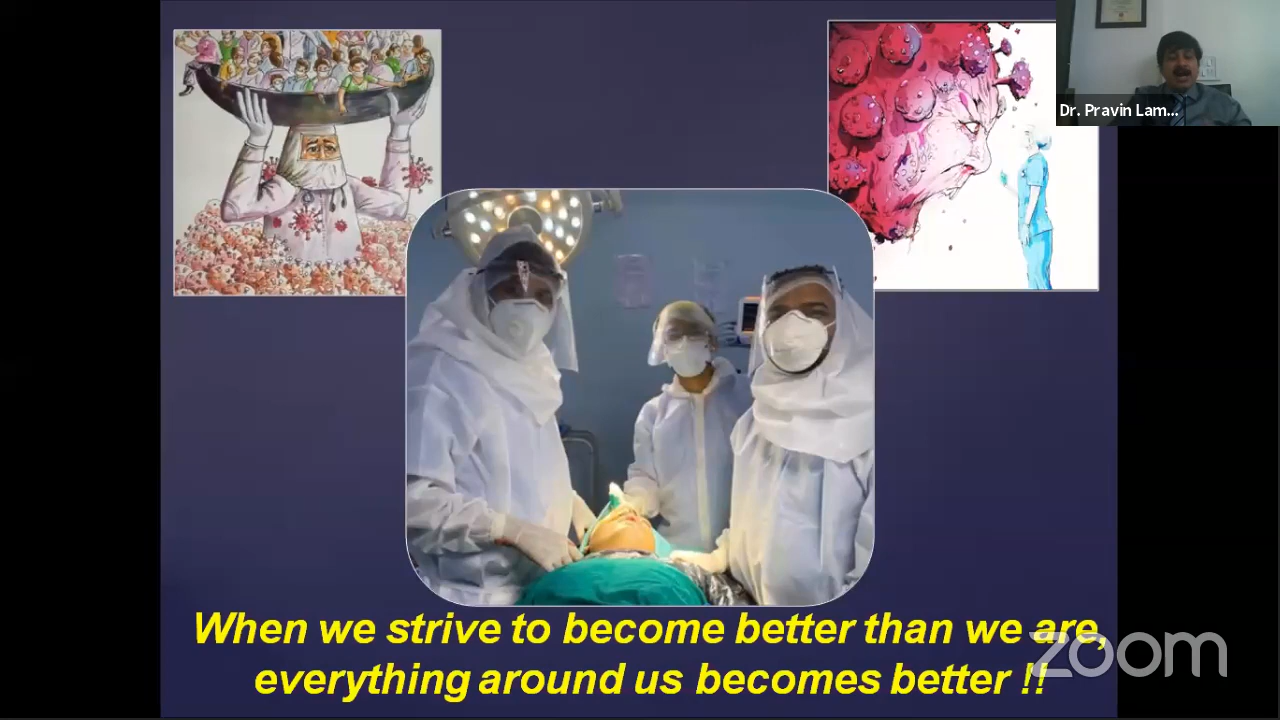 Dr. Pravin Lam...
When we strive to become better than we are,
everything around us becomes better !!
zoom